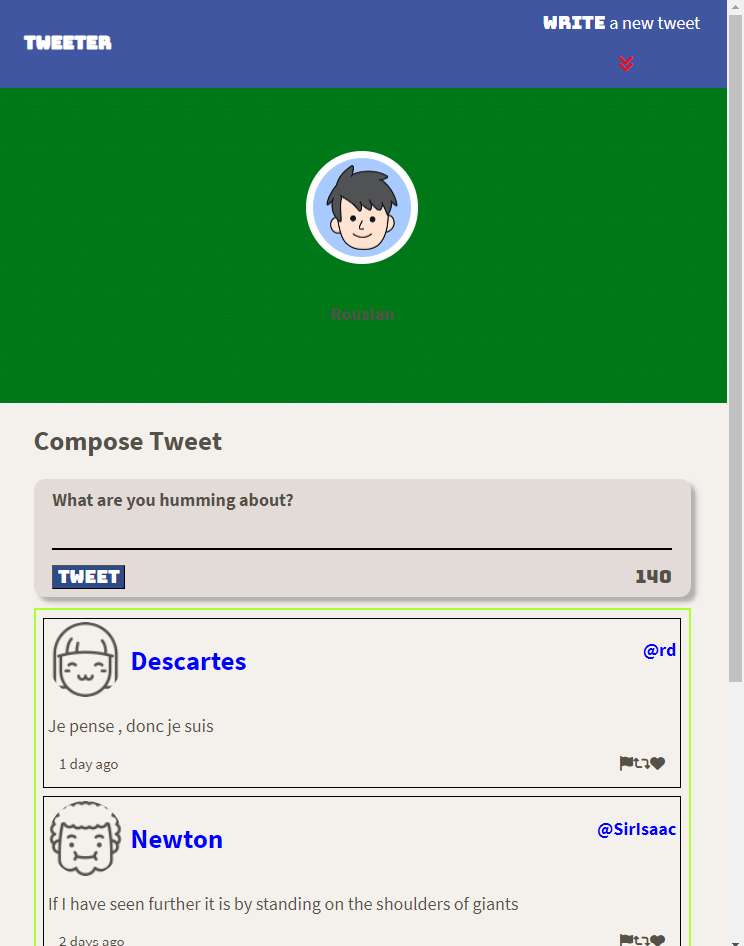 TWEETER
WRITE a new tweet
Rouslan
Compose Tweet
What are you humming about?
TWEET 140
Descartes @rd
Je pense , donc je suis
1 day ago
Newton @SirIsaac
If I have seen further it is by standing on the shoulders of giants
2 days ago